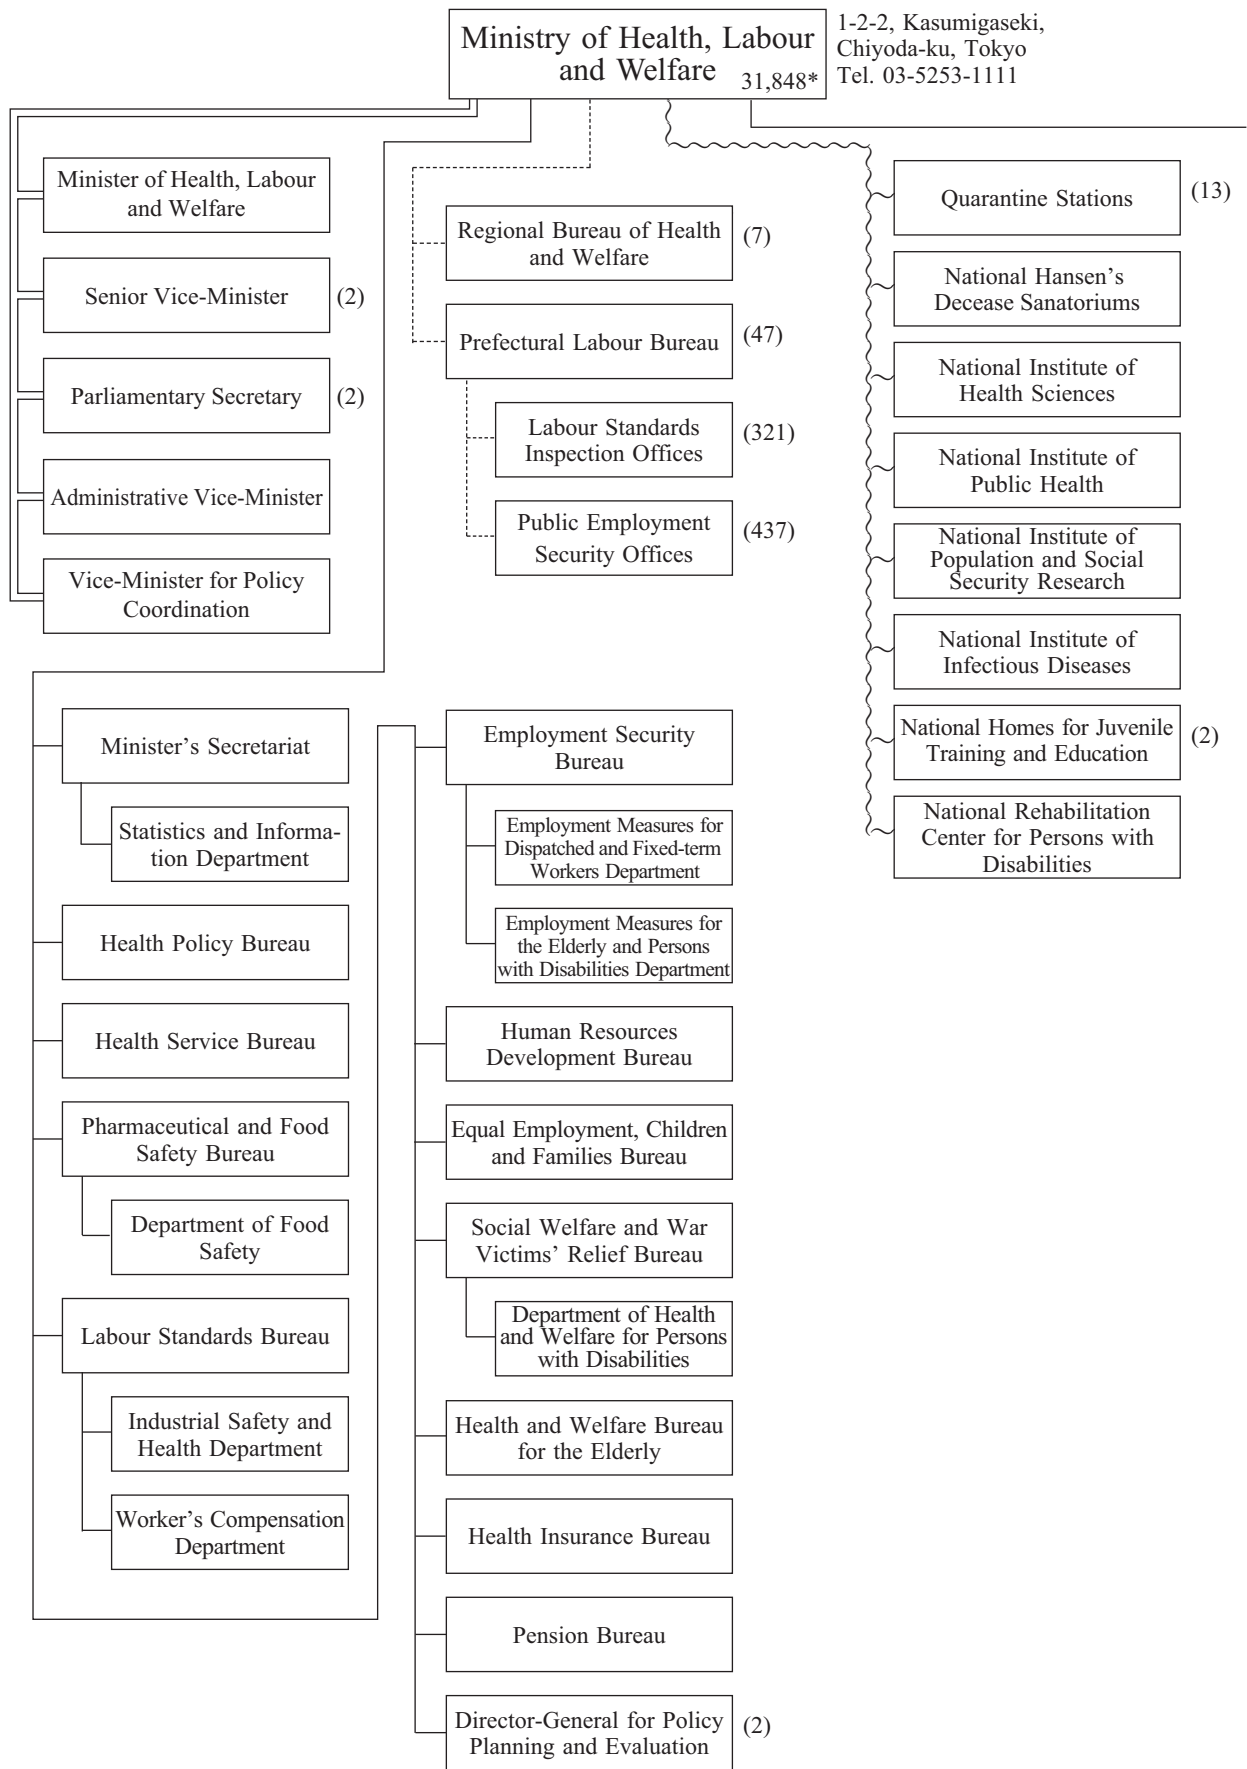 Ministry of Health, Labour
and Welfare
31,848*
1-2-2, Kasumigaseki,
Chiyoda-ku, Tokyo
Tel. 03-5253-1111
Minister of Health, Labour
and Welfare
Senior Vice-Minister
(2)
Parliamentary Secretary
(2)
Administrative Vice-Minister
Vice-Minister for Policy
Coordination
Regional Bureau of Health
and Welfare
(7)
Prefectural Labour Bureau
(47)
Labour Standards
Inspection Offices
(321)
Public Employment
Security Offices
(437)
Quarantine Stations
(13)
National Hansen's
Decease Sanatoriums
National Institute of
Health Sciences
National Institute of
Public Health
National Institute of
Population and Social
Security Research
National Institute of
Infectious Diseases
National Homes for Juvenile
Training and Education
(2)
National Rehabilitation
Center for Persons with
Disabilities
Minister's Secretariat
Statistics and Informa-
tion Department
Health Policy Bureau
Health Service Bureau
Pharmaceutical and Food
Safety Bureau
Department of Food
Safety
Labour Standards Bureau
Industrial Safety and
Health Department
Worker's Compensation
Department
Employment Security
Bureau
Employment Measures for
Dispatched and Fixed-term
Workers Department
Employment Measures for
the Elderly and Persons
with Disabilities Department
Human Resources
Development Bureau
Equal Employment, Children
and Families Bureau
Social Welfare and War
Victims' Relief Bureau
Department of Health
and Welfare for Persons
with Disabilities
Health and Welfare Bureau
for the Elderly
Health Insurance Bureau
Pension Bureau
Director-General for Policy
Planning and Evaluation
(2)